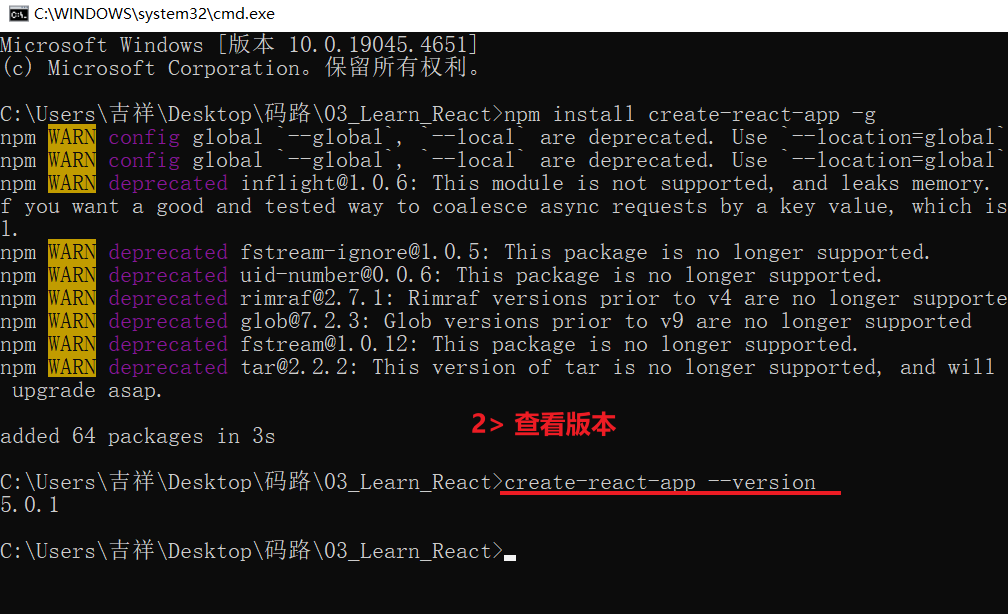 C:\WINDOWS\system32\cmd.exe
Microsoft Windows [版本 10.0.19045.4651]
(c) Microsoft Corporation。保留所有权利。
C:\Users\吉祥\Desktop\码路\03_Learn_React>npm install create-react-app -g
npm WARN config global `--global`, `--local` are deprecated. Use `--location=global`
npm WARN config global `--global`, `--local` are deprecated. Use `--location=global`
npm WARN deprecated inflight@1.0.6: This module is not supported, and leaks memory.
f you want a good and tested way to coalesce async requests by a key value, which is
l.
npm WARN deprecated fstream-ignore@1.0.5: This package is no longer supported.
npm WARN deprecated uid-number@0.0.6: This package is no longer supported.
npm WARN deprecated rimraf@2.7.1: Rimraf versions prior to v4 are no longer supporte
npm WARN deprecated glob@7.2.3: Glob versions prior to v9 are no longer supported
npm WARN deprecated fstream@1.0.12: This package is no longer supported.
npm WARN deprecated tar@2.2.2: This version of tar is no longer supported, and will
upgrade asap.
2> 查看版本
added 64 packages in 3s
C:\Users\吉祥\Desktop\码路\03_Learn_React>create-react-app --version
5.0.1
C:\Users\吉祥\Desktop\码路\03_Learn_React>